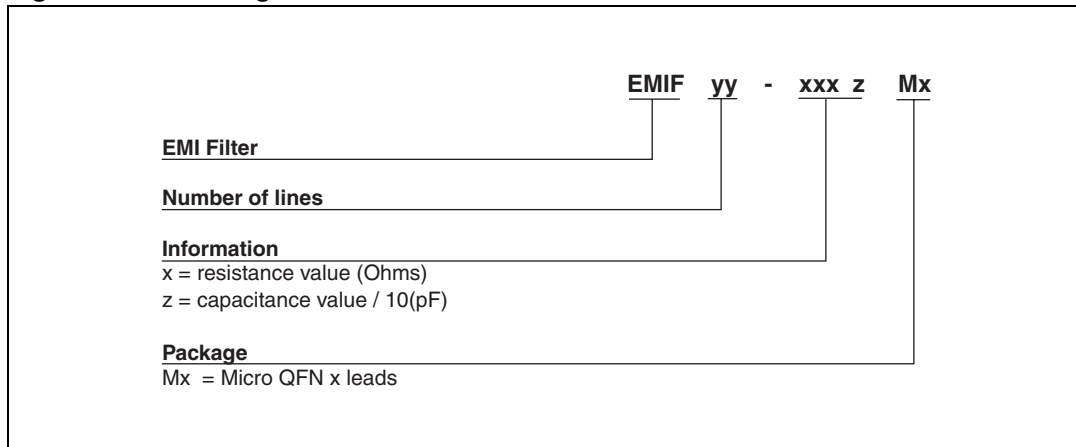 EMIF yy - xxx z Mx
EMI Filter
Number of lines
Information
x = resistance value (Ohms)
z = capacitance value / 10(pF)
Package
Mx = Micro QFN x leads